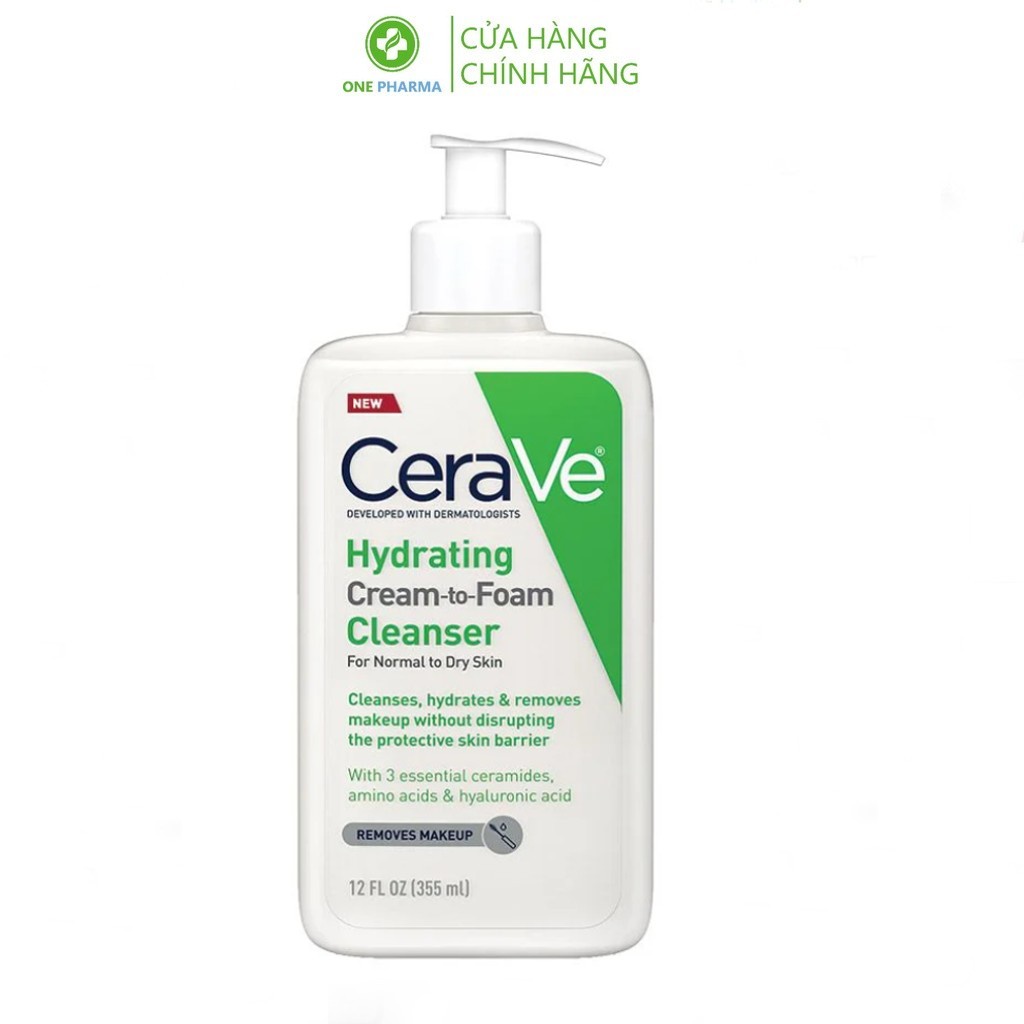 ONE PHARMA
CỬA HÀNG
CHÍNH HÃNG
NEW
CeraVe®
DEVELOPED WITH DERMATOLOGISTS
Hydrating
Cream-to-Foam
Cleanser
For Normal to Dry Skin
Cleanses, hydrates & removes
makeup without disrupting
the protective skin barrier
With 3 essential ceramides,
amino acids & hyaluronic acid
REMOVES MAKEUP
12 FL OZ (355 ml)